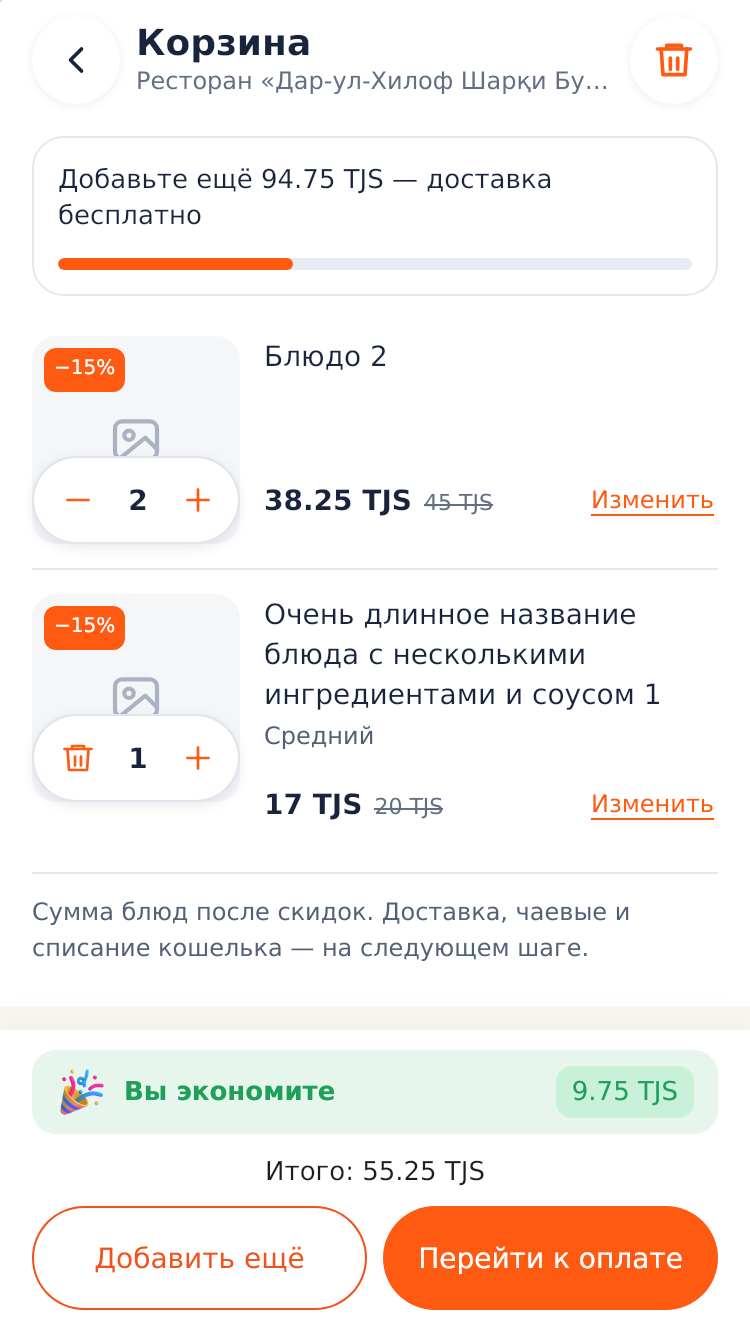 Корзина
Ресторан «Дар-ул-Хилоф Шарқи Бу...
Добавьте ещё 94.75 TJS — доставка
бесплатно
−15%
Блюдо 2
2
38.25 TJS 45 TJS Изменить
−15%
Очень длинное название
блюда с несколькими
ингредиентами и соусом 1
Средний
1
17 TJS 20 TJS Изменить
Сумма блюд после скидок. Доставка, чаевые и
списание кошелька — на следующем шаге.
Вы экономите 9.75 TJS
Итого: 55.25 TJS
Добавить ещё Перейти к оплате